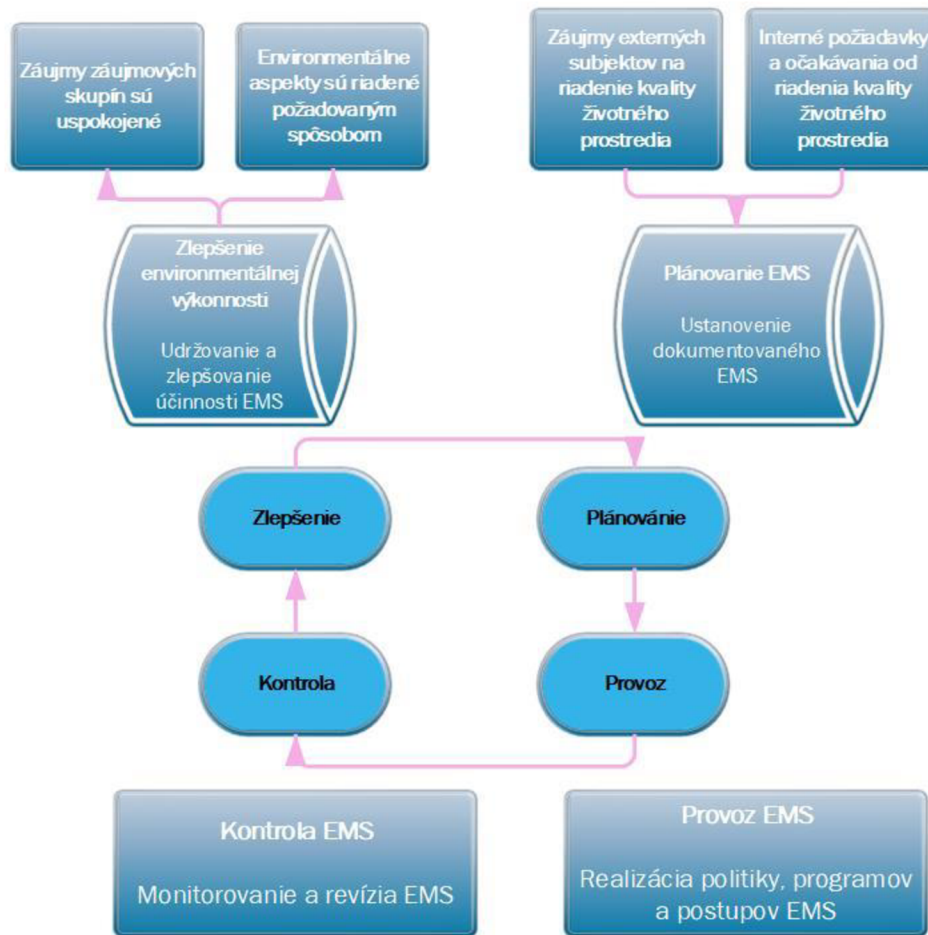 Záujmy záujmových
skupín sú
uspokojené
Environmentálne
aspekty sú riadené
požadovaným
spôsobom
Záujmy externých
subjektov na
riadenie kvality
životného
prostredia
Interné požiadavky
a očakávania od
riadenia kvality
životného
prostredia
Zlepšenie
environmentálnej
výkonnosti
Udržovanie a
zlepšovanie
účinnosti EMS
Plánovanie EMS
Ustanovenie
dokumentovaného
EMS
Zlepšenie
Plánovánie
Kontrola
Provoz
Kontrola EMS
Monitorovanie a revízia EMS
Provoz EMS
Realizácia politiky, programov
a postupov EMS